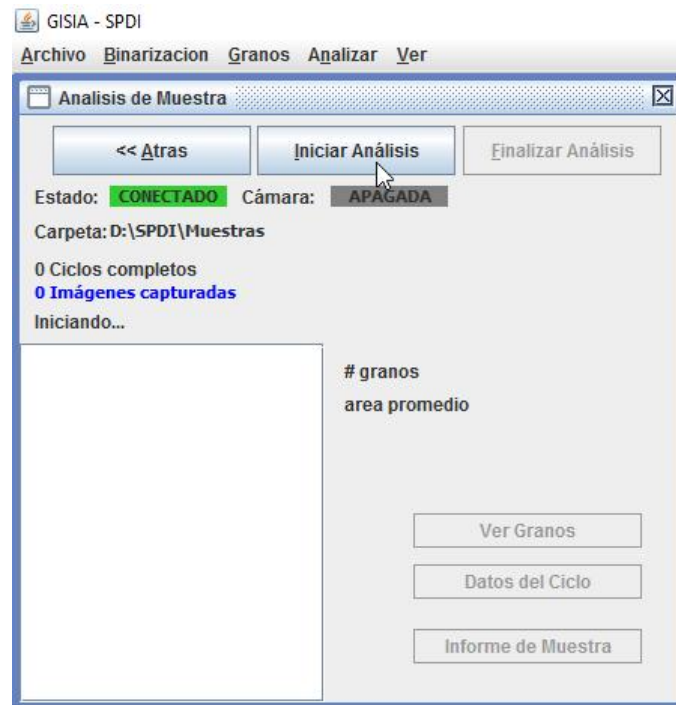 GISIA - SPDI
Archivo Binarizacion Granos Analizar Ver
Analisis de Muestra
<< Atras Iniciar Análisis Finalizar Análisis
Estado: CONECTADO Cámara: APAGADA
Carpeta: D:\SPDI\Muestras
0 Ciclos completos
0 Imágenes capturadas
Iniciando...
# granos
area promedio
Ver Granos
Datos del Ciclo
Informe de Muestra